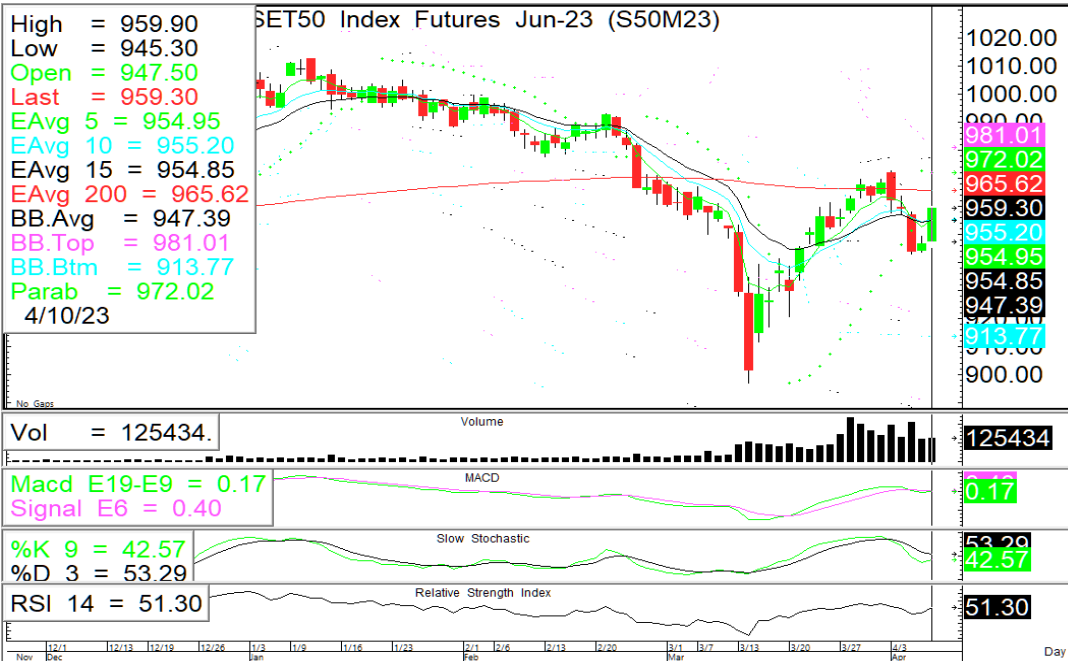 SET50 Index Futures Jun-23 (S50M23)
High = 959.90
Low = 945.30
Open = 947.50
Last = 959.30
EAvg 5 = 954.95
EAvg 10 = 955.20
EAvg 15 = 954.85
EAvg 200 = 965.62
BB.Avg = 947.39
BB.Top = 981.01
BB.Btm = 913.77
Parab = 972.02
4/10/23
1020.00
1010.00
1000.00
990.00
981.01
972.02
965.62
959.30
955.20
954.95
954.85
947.39
920.00
913.77
910.00
900.00
No Gaps
Volume
Vol = 125434.
125434
MACD
Macd E19-E9 = 0.17
Signal E6 = 0.40
0.17
Slow Stochastic
%K 9 = 42.57
%D 3 = 53.29
53.29
42.57
Relative Strength Index
RSI 14 = 51.30
51.30
12/1 12/13 12/19 12/26 1/3 1/9 1/16 1/23 2/1 2/6 2/13 2/20 3/1 3/7 3/13 3/20 3/27 4/3
Nov Dec Jan Feb Mar Apr Day